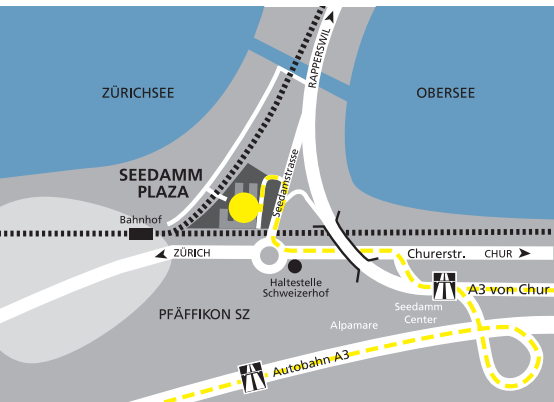 RAPPERSWIL
ZÜRICHSEE
OBERSEE
SEEDAMM
PLAZA
Seedammstrasse
Bahnhof
ZÜRICH
Churerstr.
CHUR
Haltestelle
Schweizerhof
A3 von Chur
PFÄFFIKON SZ
Seedamm
Center
Alpamare
Autobahn A3